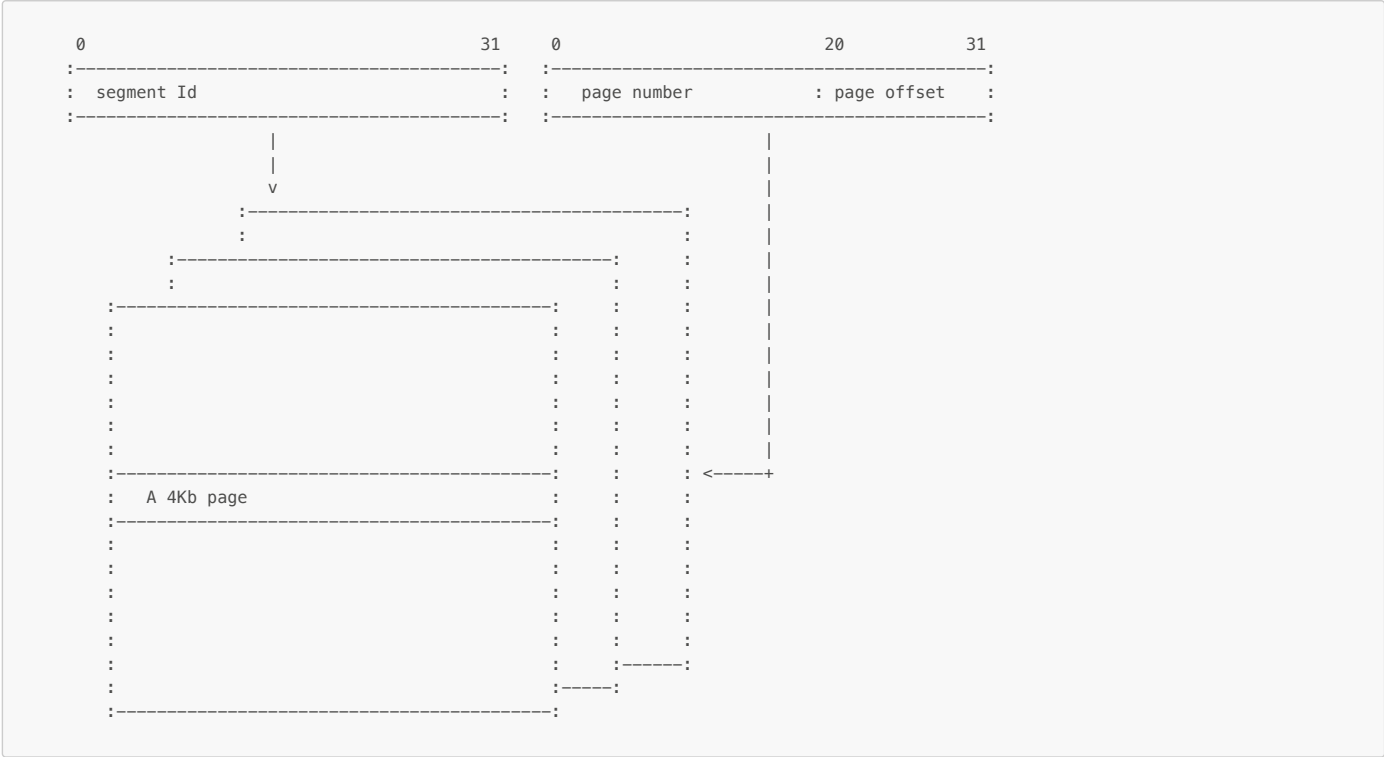 0 31 0 20 31
: segment Id : : page number : page offset :
A 4Kb page